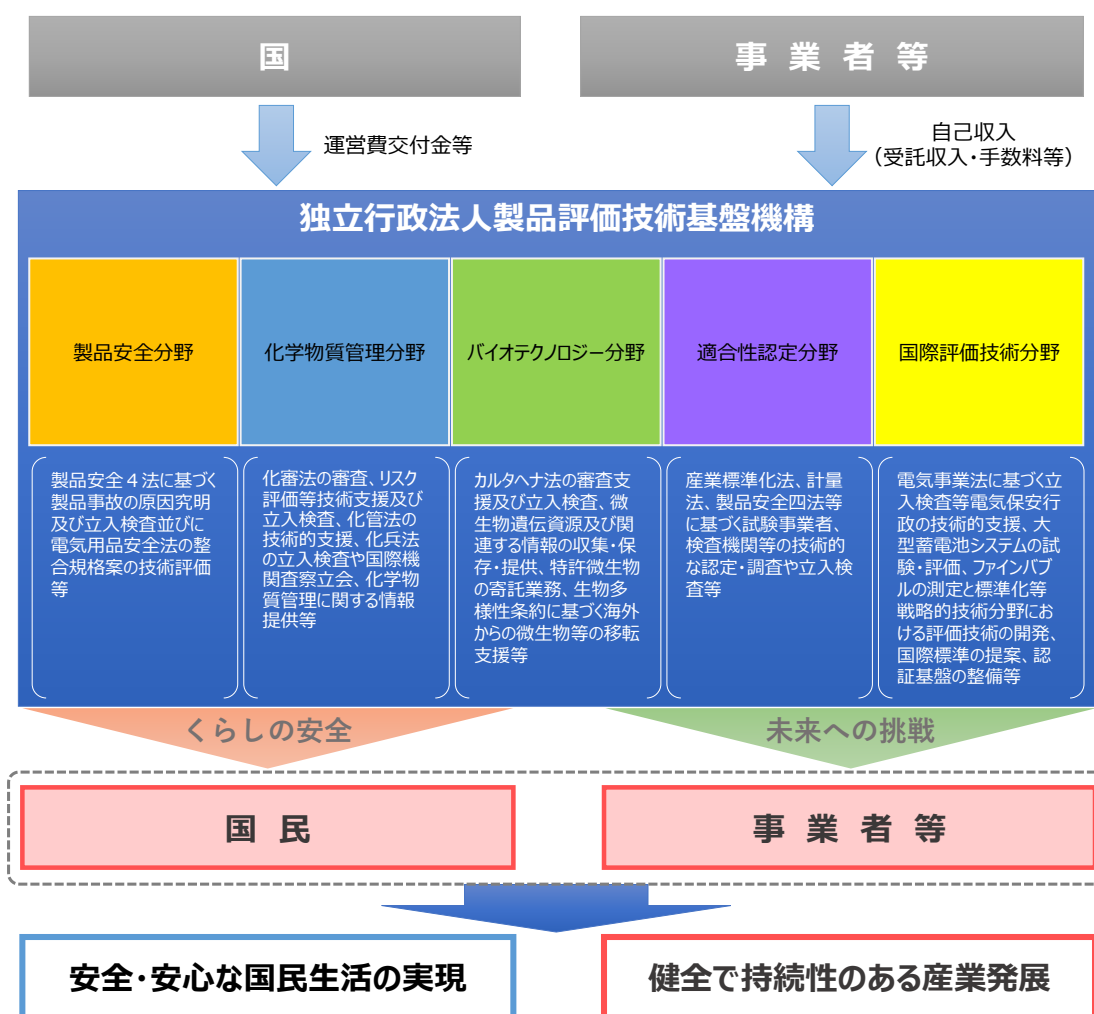 国
事 業 者 等
運営費交付金等
自己収入
（受託収入・手数料等）
独立行政法人製品評価技術基盤機構
製品安全分野
化学物質管理分野
バイオテクノロジー分野
適合性認定分野
国際評価技術分野
製品安全４法に基づく
製品事故の原因究明
及び立入検査並びに
電気用品安全法の整
合規格案の技術評価
等
化審法の審査、リスク
評価等技術支援及び
立入検査、化管法の
技術的支援、化兵法
の立入検査や国際機
関査察立会、化学物
質管理に関する情報
提供等
カルタヘナ法の審査支
援及び立入検査、微
生物遺伝資源及び関
連する情報の収集・保
存・提供、特許微生物
の寄託業務、生物多
様性条約に基づく海外
からの微生物等の移転
支援等
産業標準化法、計量
法、製品安全四法等
に基づく試験事業者、
検査機関等の技術的
な認定・調査や立入検
査等
電気事業法に基づく立
入検査等電気保安行
政の技術的支援、大
型蓄電池システムの試
験・評価、ファインバブ
ルの測定と標準化等
戦略的技術分野にお
ける評価技術の開発、
国際標準の提案、認
証基盤の整備等
くらしの安全
未来への挑戦
国 民
事 業 者 等
安全・安心な国民生活の実現
健全で持続性のある産業発展